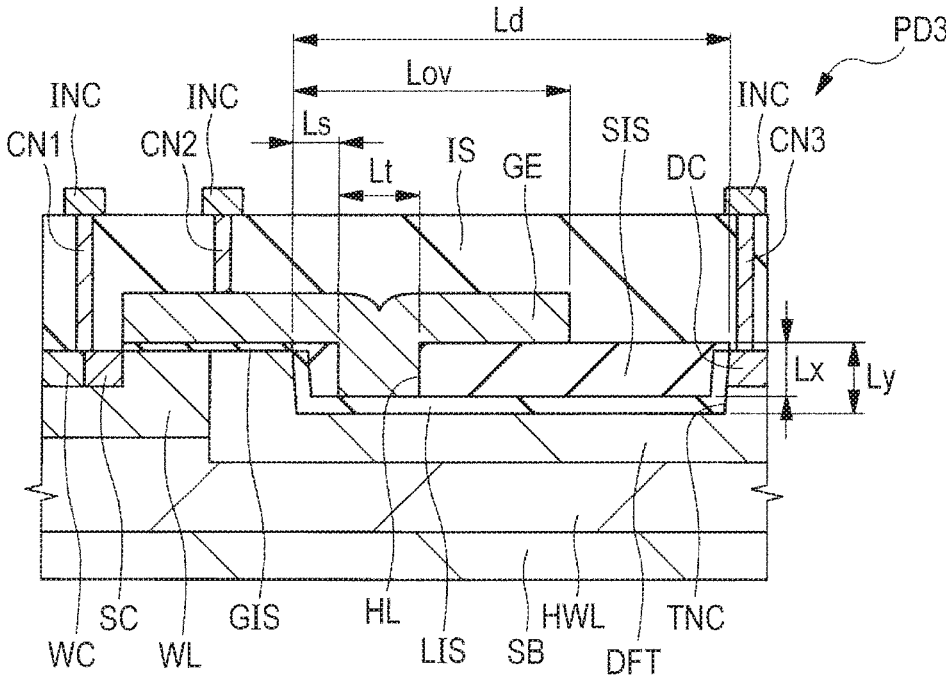 Ld
PD3
Lov
INC
INC
INC
CN1
CN2
Ls
IS
SIS
CN3
Lt
GE
DC
Lx
Ly
SC
GIS
HL
HWL
TNC
WC
WL
LIS
SB
DFT